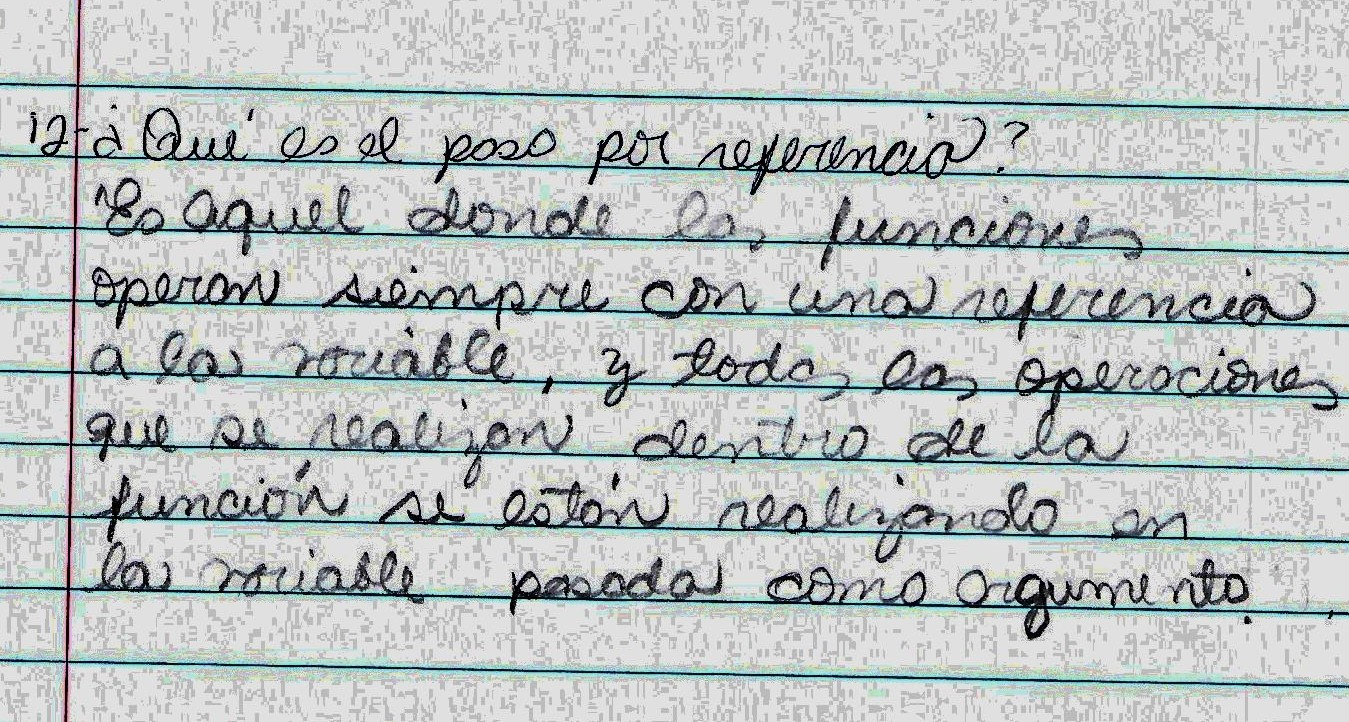 12-¿Qué es el paso por referencia?
Es aquel donde las funciones
operan siempre con una referencia
a la variable, y todas las operaciones
que se realizan dentro de la
función se están realizando en
la variable pasada como argumento.